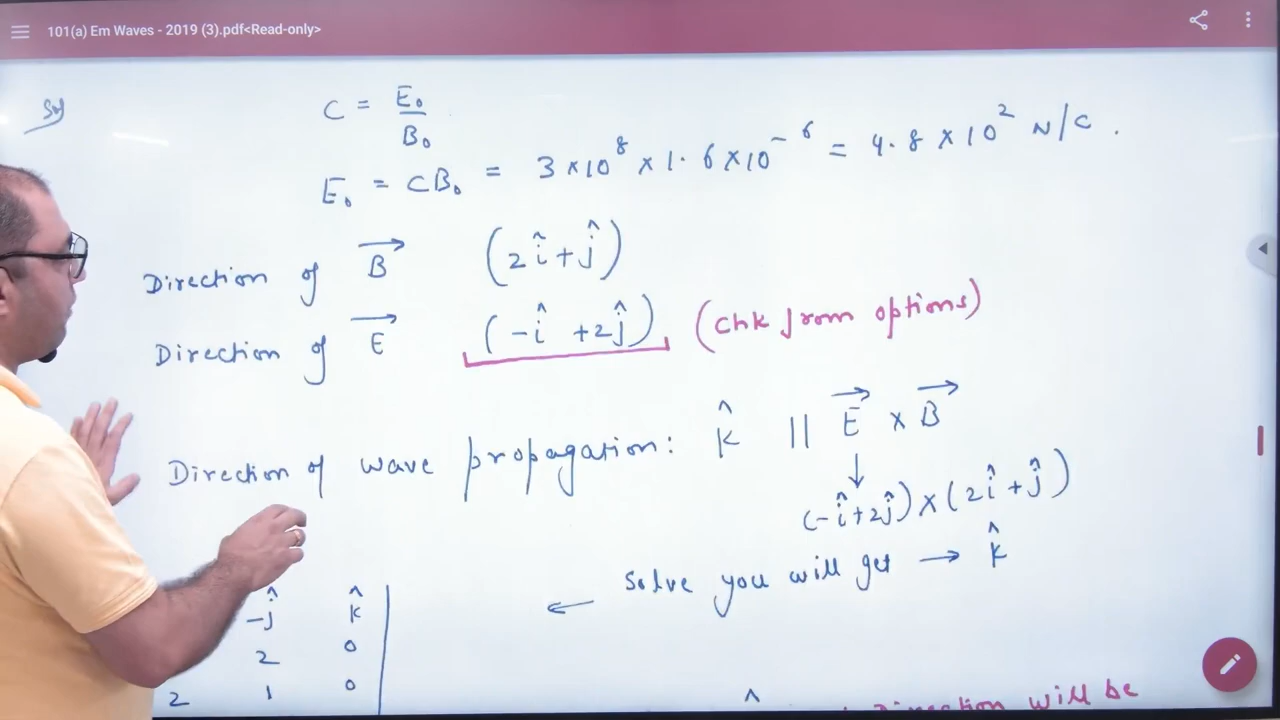 101(a) Em Waves - 2019 (3).pdf<Read-only>
Sol
C = E₀/B₀
E₀ = CB₀ = 3×10⁸ × 1.6×10⁻⁶ = 4.8 × 10² N/C .
Direction of B⃗ (2î+ĵ)
Direction of E⃗ (-î +2ĵ) (Chk from options)
Direction of wave propagation: k̂ || E⃗ × B⃗
↓
(-î+2ĵ)×(2î+ĵ)
← Solve you will get → k̂
-ĵ k̂
2 0
2 1 0
will be